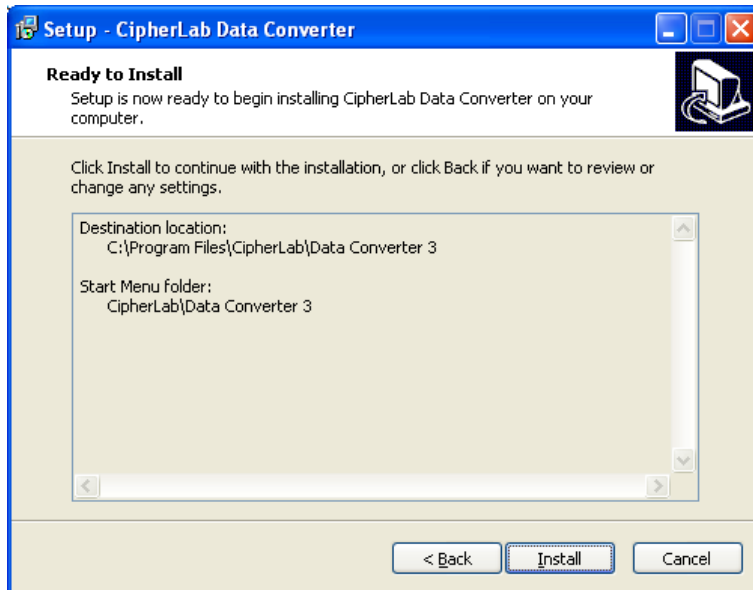 Setup - CipherLab Data Converter
Ready to Install
Setup is now ready to begin installing CipherLab Data Converter on your
computer.
Click Install to continue with the installation, or click Back if you want to review or
change any settings.
Destination location:
C:\Program Files\CipherLab\Data Converter 3
Start Menu folder:
CipherLab\Data Converter 3
< Back Install Cancel